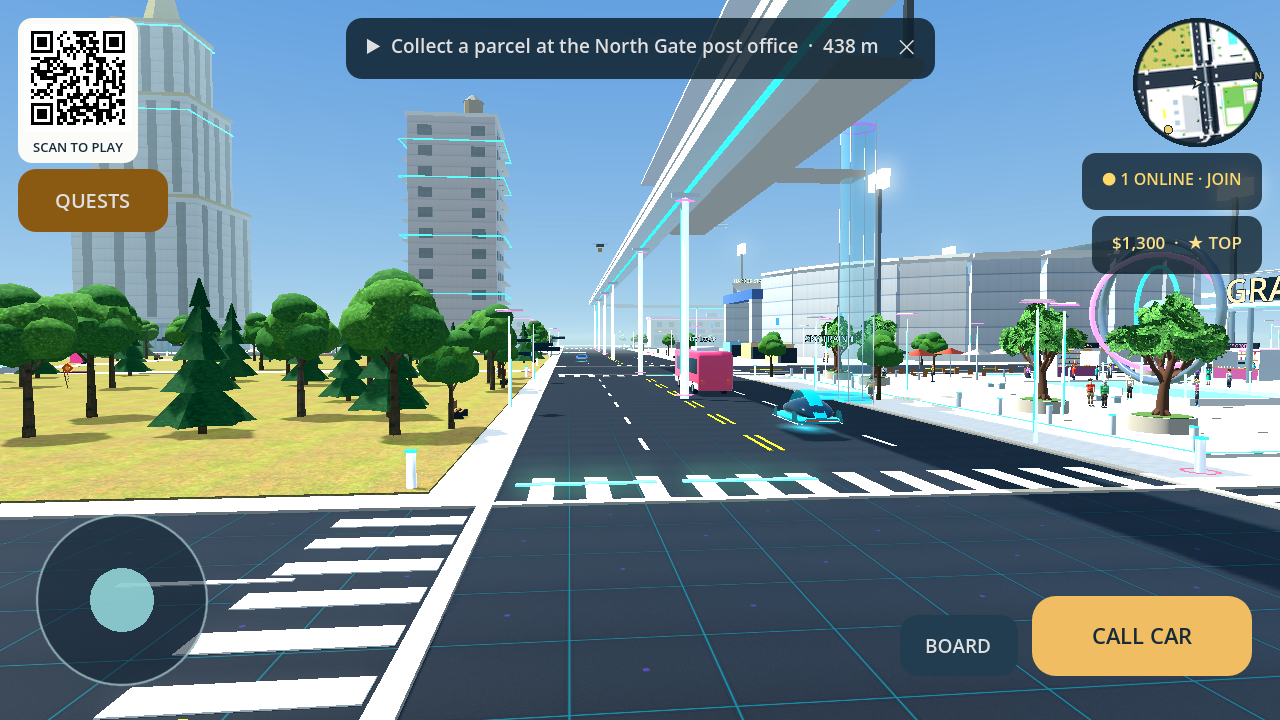 Collect a parcel at the North Gate post office · 438 m
SCAN TO PLAY
QUESTS
N
1 ONLINE · JOIN
$1,300 · ★ TOP
BOARD
CALL CAR